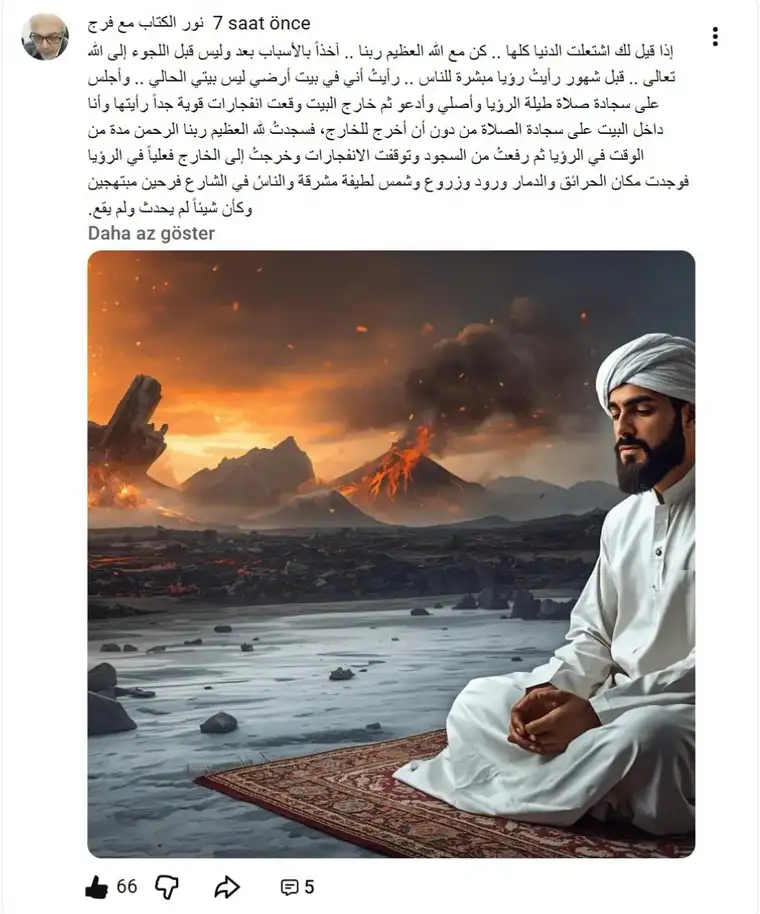 نور الكتاب مع فرج 7 saat önce
إذا قيل لك اشتعلت الدنيا كلها .. كن مع الله العظيم ربنا .. آخذاً بالأسباب بعد وليس قبل اللجوء إلى الله
تعالى .. قبل شهور رأيتُ رؤيا مبشرة للناس .. رأيتُ أني في بيت أرضي ليس بيتي الحالي .. وأجلس
على سجادة صلاة طيلة الرؤيا وأصلي وأدعو ثم خارج البيت وقعت انفجارات قوية جداً رأيتها وأنا
داخل البيت على سجادة الصلاة من دون أن أخرج للخارج، فسجدتُ لله العظيم ربنا الرحمن مدة من
الوقت في الرؤيا ثم رفعتُ من السجود وتوقفت الانفجارات وخرجتُ إلى الخارج فعلياً في الرؤيا
فوجدت مكان الحرائق والدمار ورود وزروع وشمس لطيفة مشرقة والناسُ في الشارع فرحين مبتهجين
وكأن شيئاً لم يحدث ولم يقع.
Daha az göster
66
5